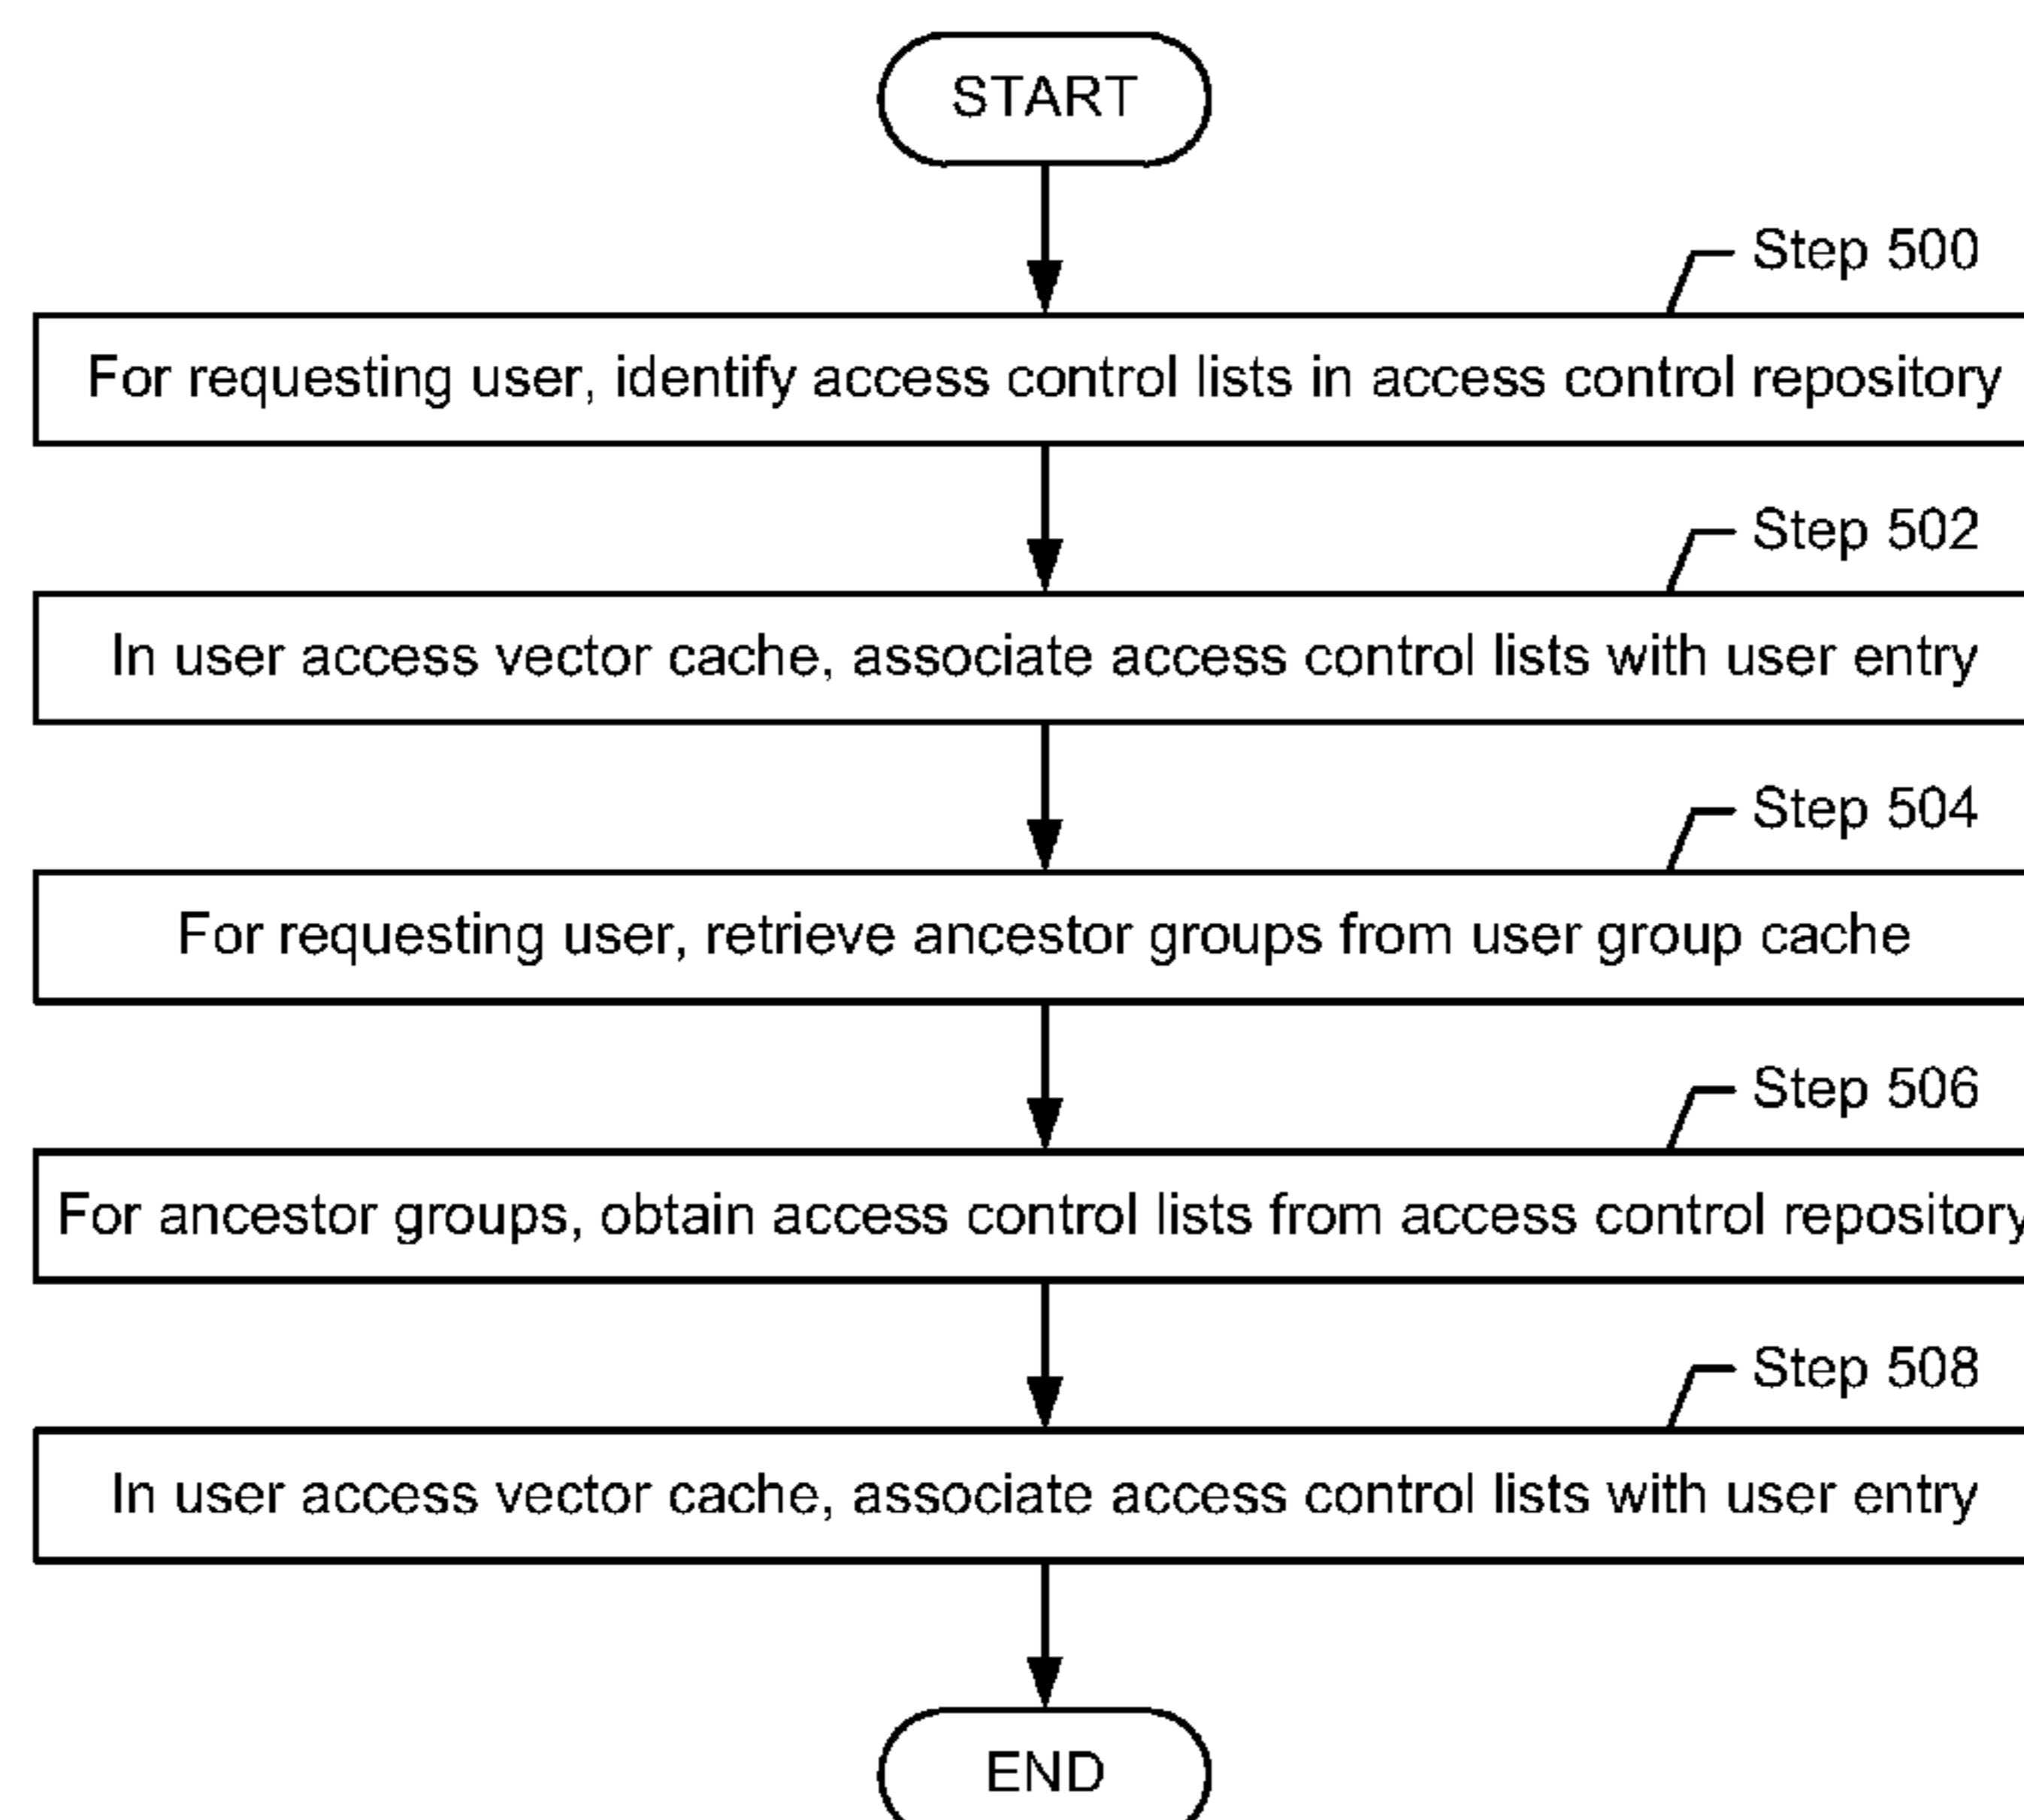 START
Step 500
For requesting user, identify access control lists in access control repository
Step 502
In user access vector cache, associate access control lists with user entry
Step 504
For requesting user, retrieve ancestor groups from user group cache
Step 506
For ancestor groups, obtain access control lists from access control repository
Step 508
In user access vector cache, associate access control lists with user entry
END